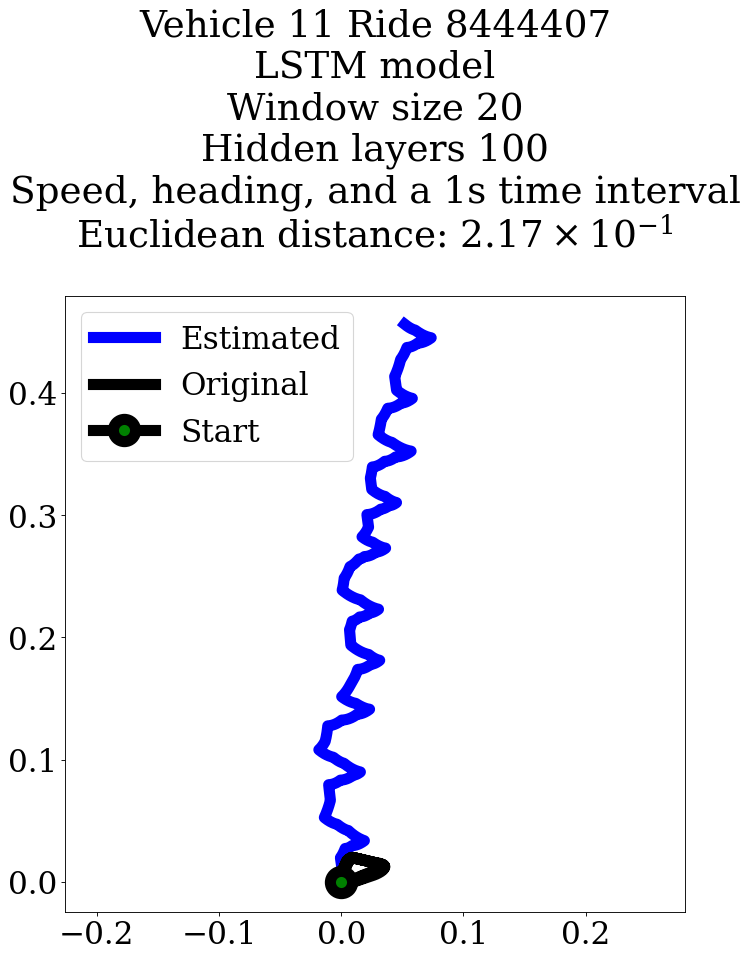 Vehicle 11 Ride 8444407
LSTM model
Window size 20
Hidden layers 100
Speed, heading, and a 1s time interval
Euclidean distance: 2.17 × 10⁻¹
Estimated
Original
Start
0.4
0.3
0.2
0.1
0.0
−0.2 −0.1 0.0 0.1 0.2